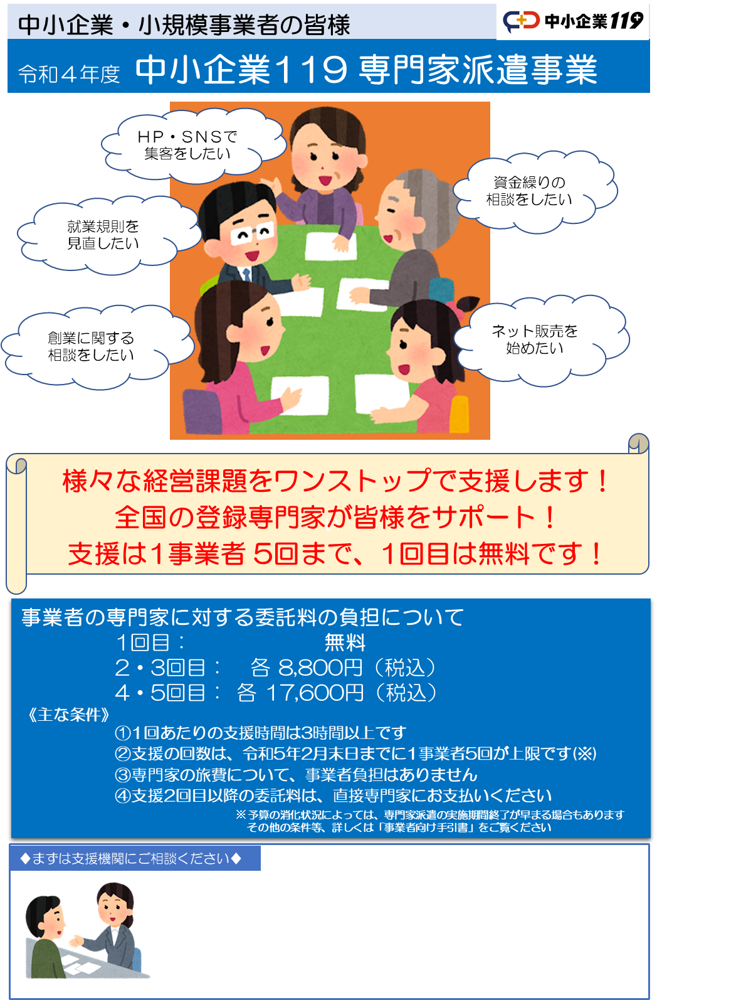 中小企業・小規模事業者の皆様
中小企業119
令和４年度 中小企業119 専門家派遣事業
ＨＰ・ＳＮＳで
集客をしたい
資金繰りの
相談をしたい
就業規則を
見直したい
創業に関する
相談をしたい
ネット販売を
始めたい
様々な経営課題をワンストップで支援します！
全国の登録専門家が皆様をサポート！
支援は1事業者 5回まで、1回目は無料です！
事業者の専門家に対する委託料の負担について
1回目： 無料
2・3回目： 各 8,800円（税込）
4・5回目： 各 17,600円（税込）
《主な条件》
①１回あたりの支援時間は3時間以上です
②支援の回数は、令和5年2月末日までに1事業者5回が上限です(※)
③専門家の旅費について、事業者負担はありません
④支援2回目以降の委託料は、直接専門家にお支払いください
※ 予算の消化状況によっては、専門家派遣の実施期間終了が早まる場合もあります
その他の条件等、詳しくは「事業者向け手引書」をご覧ください
◆まずは支援機関にご相談ください◆